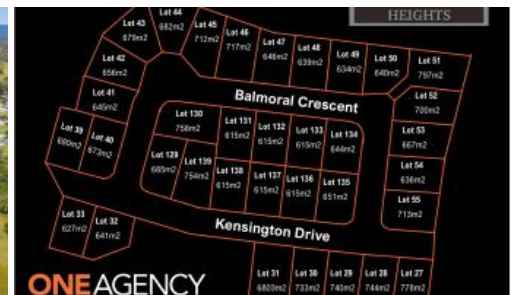 HEIGHTS
Lot 44
682m2
Lot 43
679m2
Lot 45
712m2
Lot 46
717m2
Lot 47
646m2
Lot 48
639m2
Lot 49
634m2
Lot 50
640m2
Lot 51
797m2
Lot 42
656m2
Lot 41
645m2
Lot 52
700m2
Balmoral Crescent
Lot 130
758m2
Lot 131
615m2
Lot 132
615m2
Lot 133
615m2
Lot 134
644m2
Lot 53
667m2
Lot 39
680m2
Lot 40
673m2
Lot 129
685m2
Lot 139
754m2
Lot 138
615m2
Lot 137
615m2
Lot 136
615m2
Lot 135
651m2
Lot 54
636m2
Lot 55
713m2
Lot 33
627m2
Lot 32
641m2
Kensington Drive
Lot 31
6803m2
Lot 30
733m2
Lot 29
740m2
Lot 28
744m2
Lot 27
778m2
ONEAGENCY